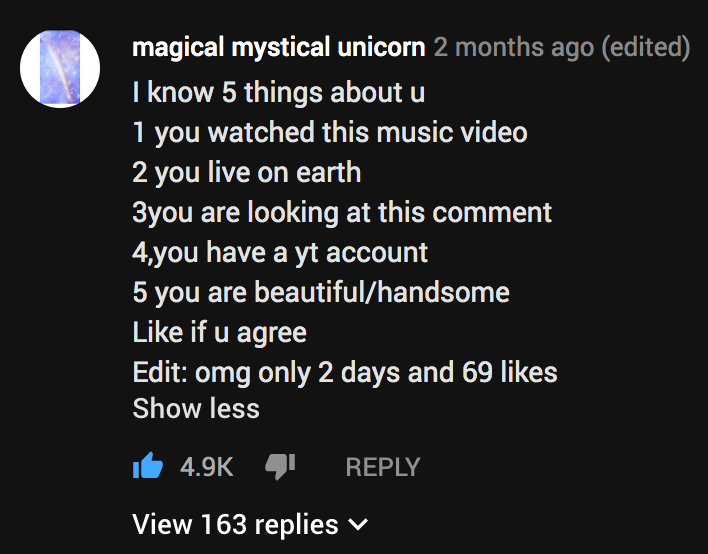 magical mystical unicorn 2 months ago (edited)
I know 5 things about u
1 you watched this music video
2 you live on earth
3you are looking at this comment
4,you have a yt account
5 you are beautiful/handsome
Like if u agree
Edit: omg only 2 days and 69 likes
Show less
4.9K REPLY
View 163 replies